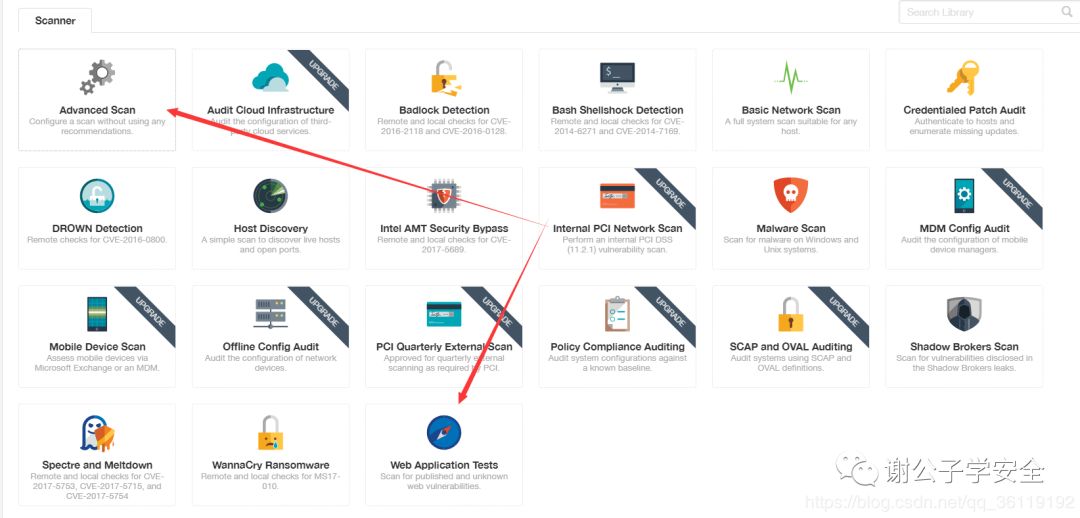 Scanner
Search Library
Advanced Scan
Configure a scan without using any
recommendations.
UPGRADE
Audit Cloud Infrastructure
Audit the configuration of third-
party cloud services.
Badlock Detection
Remote and local checks for CVE-
2016-2118 and CVE-2016-0128.
$_
Bash Shellshock Detection
Remote and local checks for CVE-
2014-6271 and CVE-2014-7169.
Basic Network Scan
A full system scan suitable for any
host.
Credentialed Patch Audit
Authenticate to hosts and
enumerate missing updates.
DROWN Detection
Remote checks for CVE-2016-0800.
Host Discovery
A simple scan to discover live hosts
and open ports.
Intel AMT Security Bypass
Remote and local checks for CVE-
2017-5689.
UPGRADE
Internal PCI Network Scan
Perform an internal PCI DSS
(11.2.1) vulnerability scan.
Malware Scan
Scan for malware on Windows and
Unix systems.
UPGRADE
MDM Config Audit
Audit the configuration of mobile
device managers.
UPGRADE
Mobile Device Scan
Assess mobile devices via
Microsoft Exchange or an MDM.
UPGRADE
Offline Config Audit
Audit the configuration of network
devices.
UPGRADE
PCI Quarterly External Scan
Approved for quarterly external
scanning as required by PCI.
UPGRADE
Policy Compliance Auditing
Audit system configurations against
a known baseline.
UPGRADE
SCAP and OVAL Auditing
Audit systems using SCAP and
OVAL definitions.
Shadow Brokers Scan
Scan for vulnerabilities disclosed in
the Shadow Brokers leaks.
Spectre and Meltdown
Remote and local checks for CVE-
2017-5753, CVE-2017-5715, and
CVE-2017-5754
WannaCry Ransomware
Remote and local checks for MS17-
010.
Web Application Tests
Scan for published and unknown
web vulnerabilities.
谢公子学安全
https://blog.csdn.net/qq_36119192